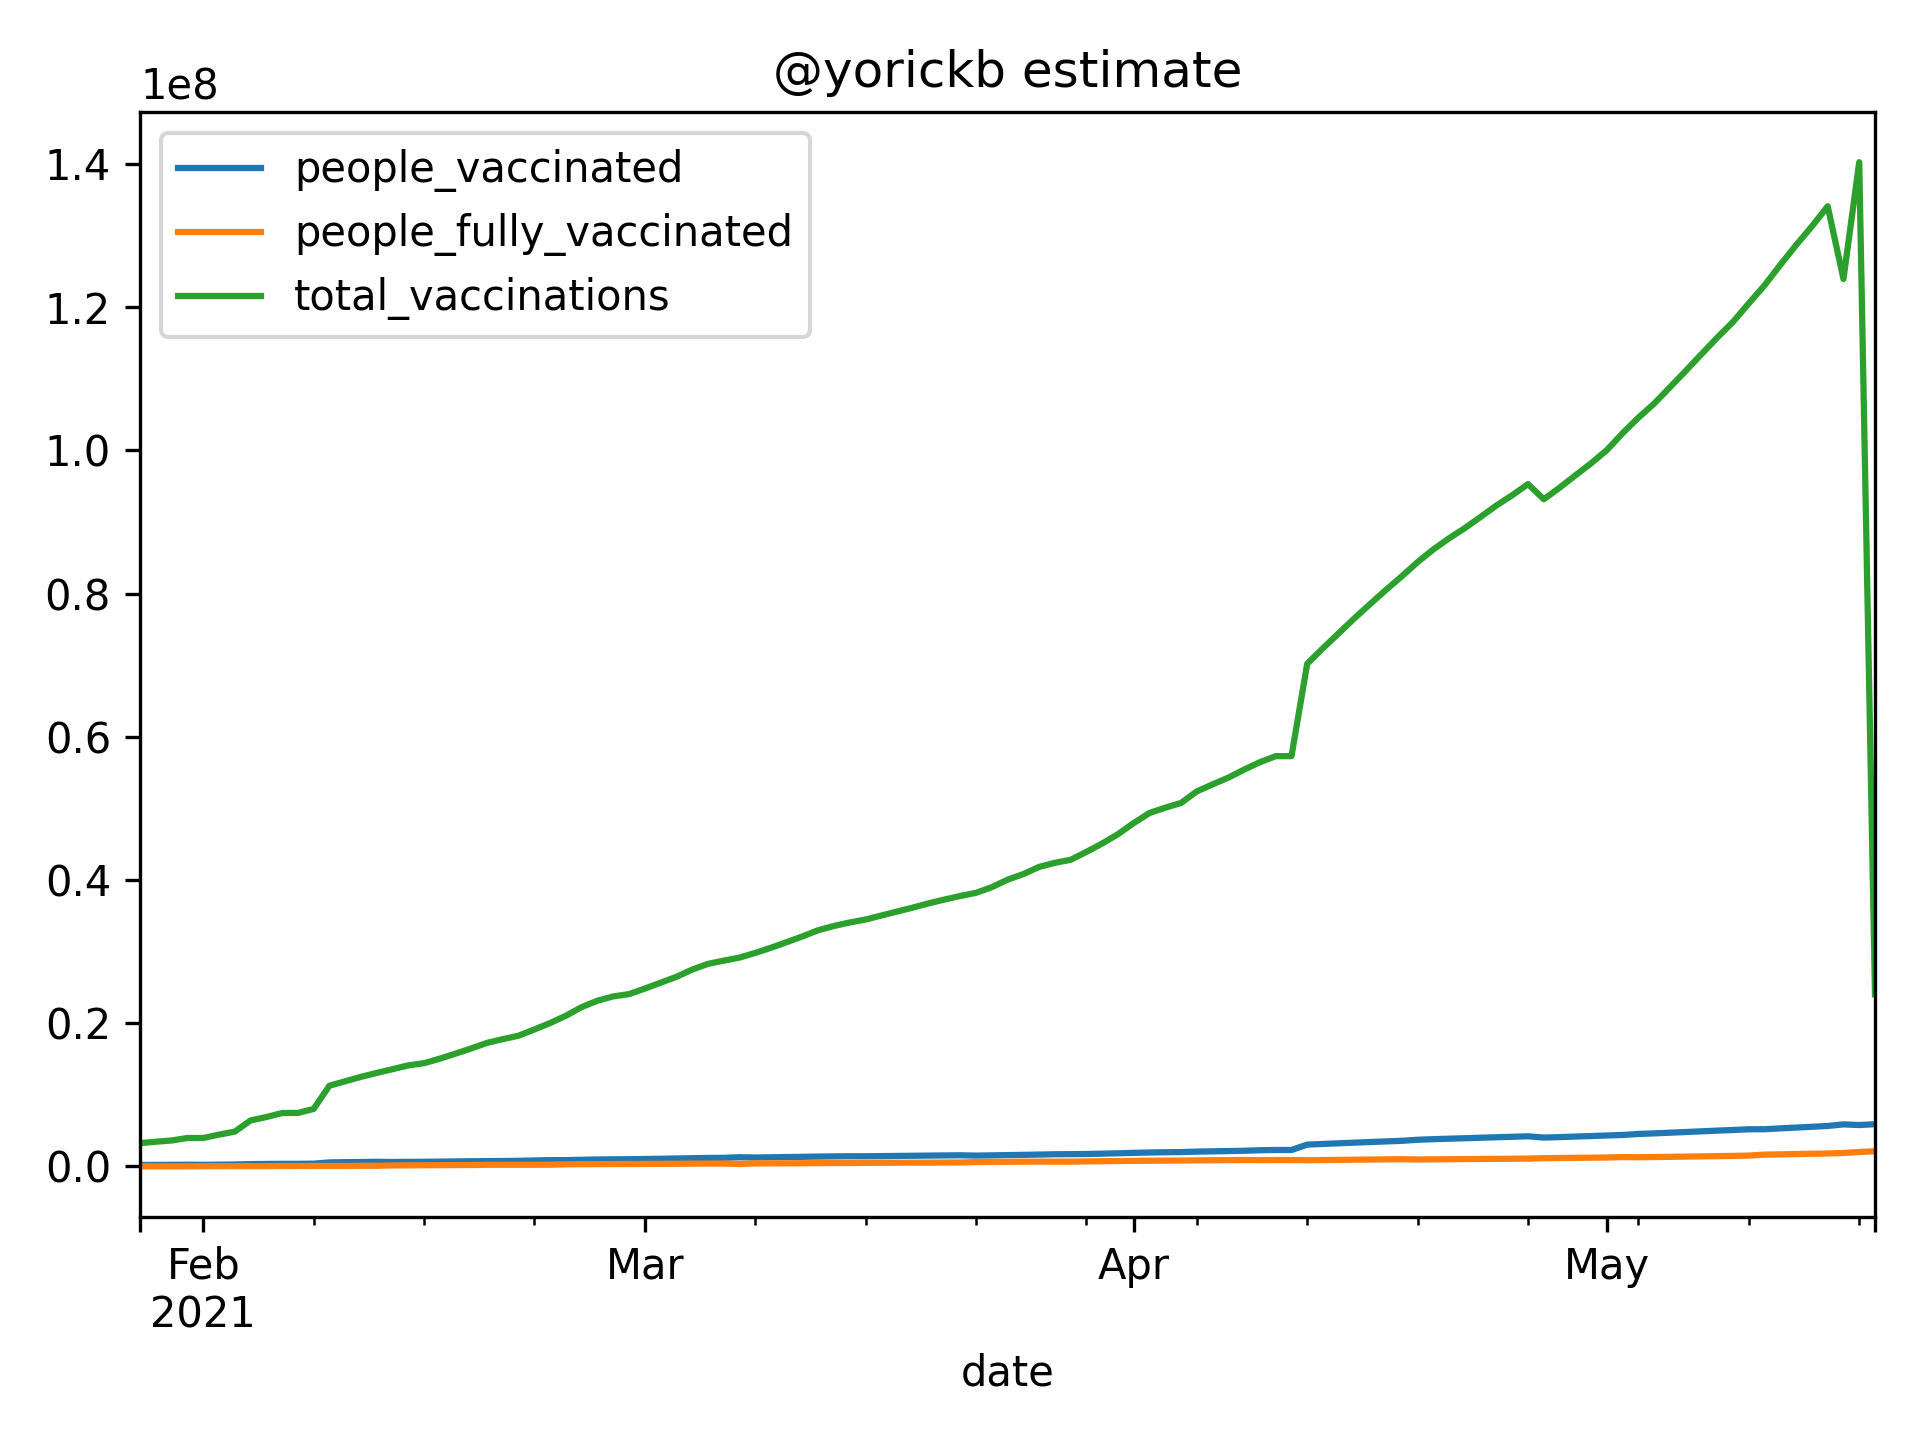 @yorickb estimate
1e8
people_vaccinated
people_fully_vaccinated
total_vaccinations
1.4
1.2
1.0
0.8
0.6
0.4
0.2
0.0
Feb
2021
Mar
Apr
May
date